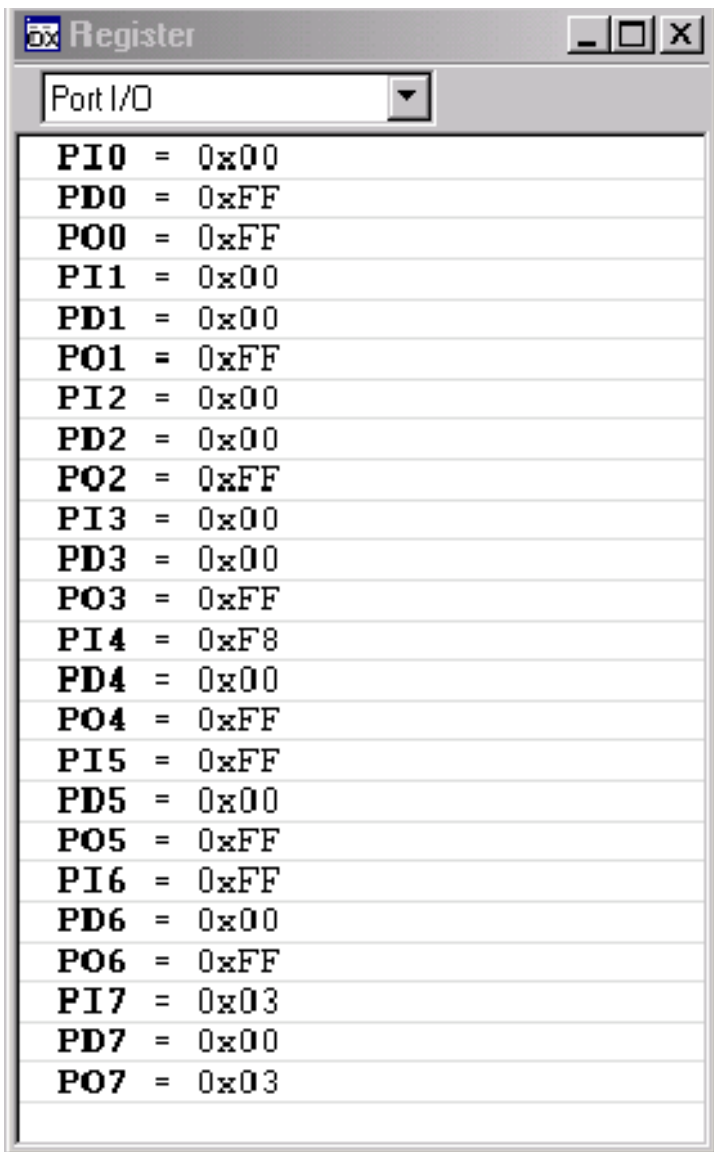 Register
Port I/O
PI0 = 0x00
PD0 = 0xFF
PO0 = 0xFF
PI1 = 0x00
PD1 = 0x00
PO1 = 0xFF
PI2 = 0x00
PD2 = 0x00
PO2 = 0xFF
PI3 = 0x00
PD3 = 0x00
PO3 = 0xFF
PI4 = 0xF8
PD4 = 0x00
PO4 = 0xFF
PI5 = 0xFF
PD5 = 0x00
PO5 = 0xFF
PI6 = 0xFF
PD6 = 0x00
PO6 = 0xFF
PI7 = 0x03
PD7 = 0x00
PO7 = 0x03